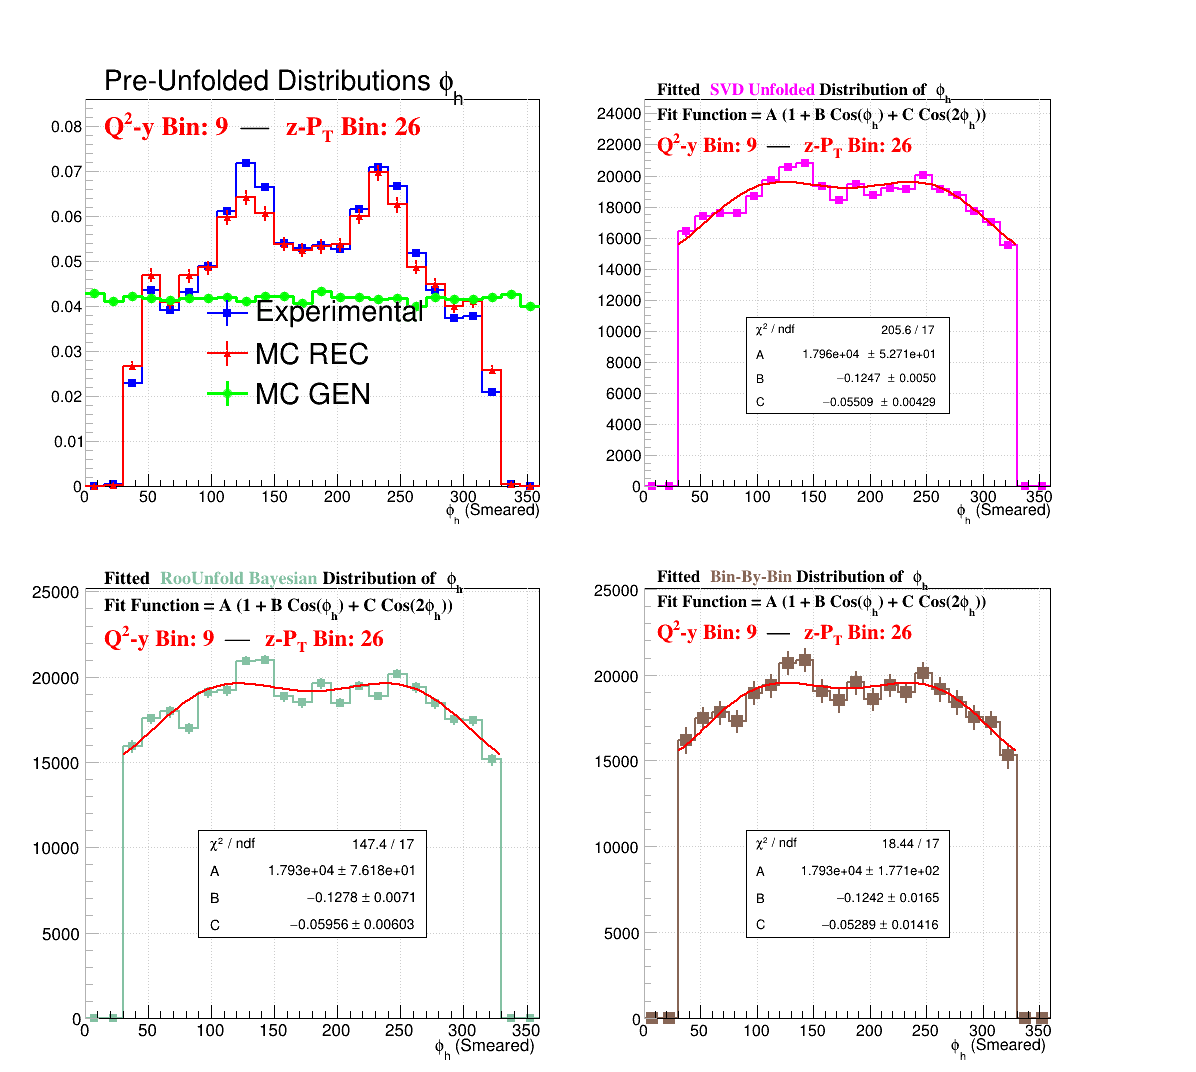 Pre-Unfolded Distributions ϕh
Q2-y Bin: 9 — z-PT Bin: 26
0.08
0.07
0.06
0.05
0.04
0.03
0.02
0.01
0
Experimental
MC REC
MC GEN
0 50 100 150 200 250 300 350
ϕh (Smeared)
Fitted SVD Unfolded Distribution of ϕh
Fit Function = A (1 + B Cos(ϕh) + C Cos(2ϕh))
Q2-y Bin: 9 — z-PT Bin: 26
24000
22000
20000
18000
16000
14000
12000
10000
8000
6000
4000
2000
0
χ2 / ndf 205.6 / 17
A 1.796e+04 ± 5.271e+01
B −0.1247 ± 0.0050
C −0.05509 ± 0.00429
0 50 100 150 200 250 300 350
ϕh (Smeared)
Fitted RooUnfold Bayesian Distribution of ϕh
Fit Function = A (1 + B Cos(ϕh) + C Cos(2ϕh))
Q2-y Bin: 9 — z-PT Bin: 26
25000
20000
15000
10000
5000
0
χ2 / ndf 147.4 / 17
A 1.793e+04 ± 7.618e+01
B −0.1278 ± 0.0071
C −0.05956 ± 0.00603
0 50 100 150 200 250 300 350
ϕh (Smeared)
Fitted Bin-By-Bin Distribution of ϕh
Fit Function = A (1 + B Cos(ϕh) + C Cos(2ϕh))
Q2-y Bin: 9 — z-PT Bin: 26
25000
20000
15000
10000
5000
0
χ2 / ndf 18.44 / 17
A 1.793e+04 ± 1.771e+02
B −0.1242 ± 0.0165
C −0.05289 ± 0.01416
0 50 100 150 200 250 300 350
ϕh (Smeared)